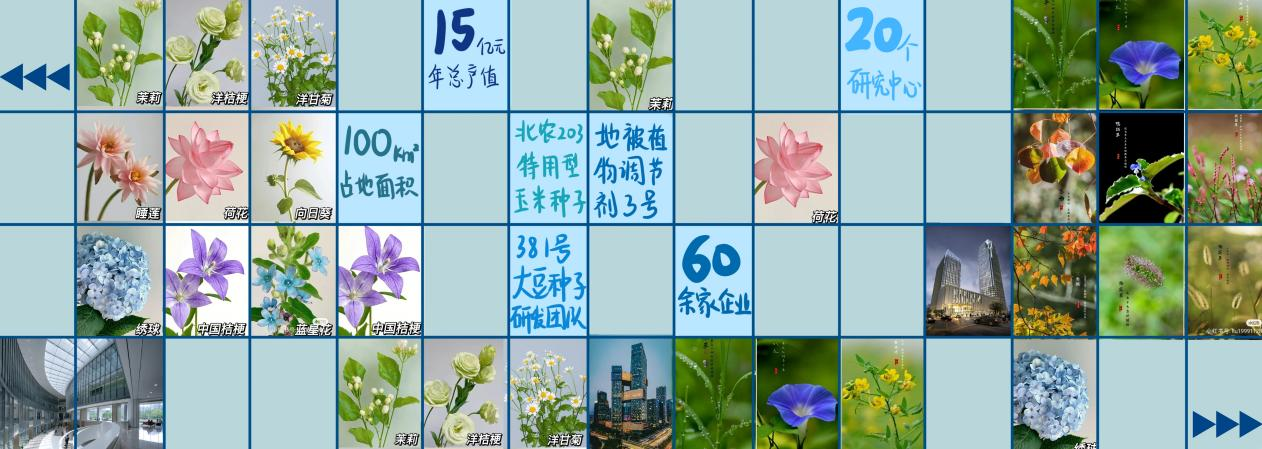 15亿元
年总产值
20个
研究中心
茉莉
洋桔梗
洋甘菊
茉莉
100Km²
占地面积
北农203
特用型
玉米种子
地被植
物调节
剂3号
睡莲
荷花
向日葵
荷花
381号
大豆种子
研发团队
60
余家企业
绣球
中国桔梗
蓝星花
中国桔梗
茉莉
洋桔梗
洋甘菊
绣球